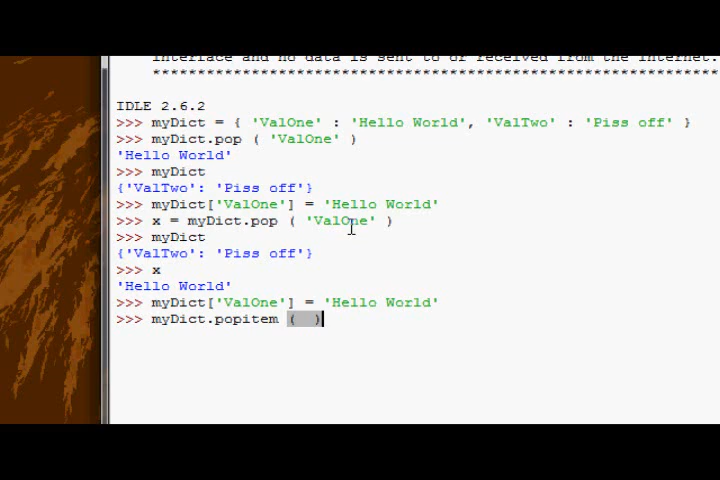 interface and no data is sent to or received from the Internet.
****************************************************************
IDLE 2.6.2
>>> myDict = { 'ValOne' : 'Hello World', 'ValTwo' : 'Piss off' }
>>> myDict.pop ( 'ValOne' )
'Hello World'
>>> myDict
{'ValTwo': 'Piss off'}
>>> myDict['ValOne'] = 'Hello World'
>>> x = myDict.pop ( 'ValOne' )
>>> myDict
{'ValTwo': 'Piss off'}
>>> x
'Hello World'
>>> myDict['ValOne'] = 'Hello World'
>>> myDict.popitem (  )